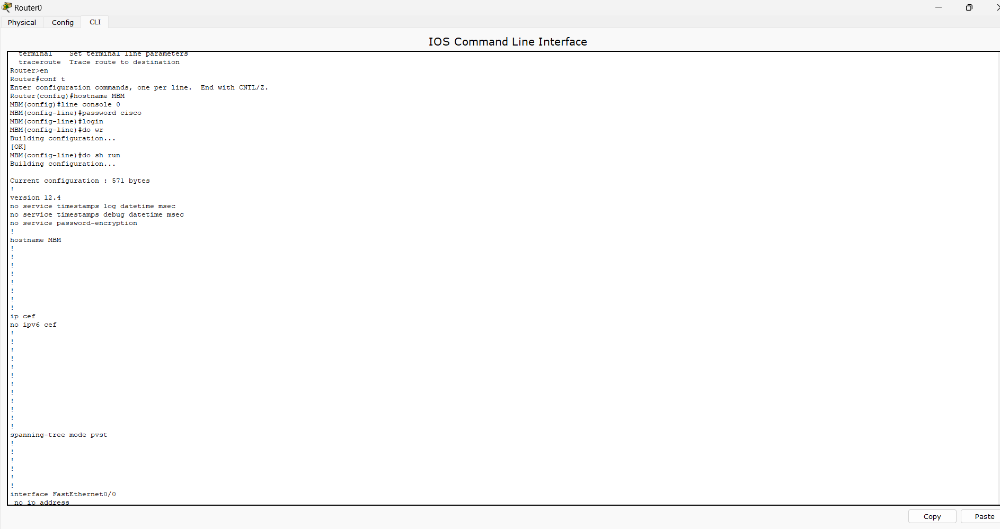 Router0
Physical Config CLI
IOS Command Line Interface
  terminal    Set terminal line parameters
  traceroute  Trace route to destination
Router>en
Router#conf t
Enter configuration commands, one per line.  End with CNTL/Z.
Router(config)#hostname MBM
MBM(config)#line console 0
MBM(config-line)#password cisco
MBM(config-line)#login
MBM(config-line)#do wr
Building configuration...
[OK]
MBM(config-line)#do sh run
Building configuration...

Current configuration : 571 bytes
!
version 12.4
no service timestamps log datetime msec
no service timestamps debug datetime msec
no service password-encryption
!
hostname MBM
!
!
!
!
!
!
!
!
ip cef
no ipv6 cef
!
!
!
!
!
!
!
!
!
!
!
!
spanning-tree mode pvst
!
!
!
!
!
!
interface FastEthernet0/0
 no ip address
Copy Paste